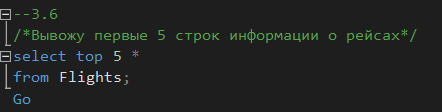 --3.6
/*Вывожу первые 5 строк информации о рейсах*/
select top 5 *
from Flights;
Go